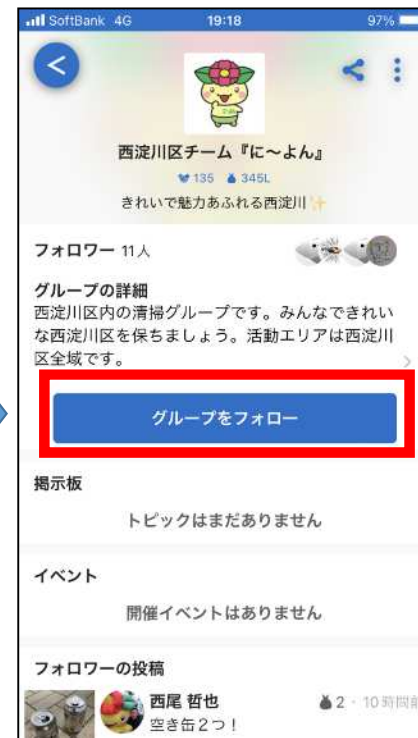 SoftBank 4G 19:18 97%
西淀川区チーム『に～よん』
135 345L
きれいで魅力あふれる西淀川✨
フォロワー 11人
グループの詳細
西淀川区内の清掃グループです。みんなできれい
な西淀川区を保ちましょう。活動エリアは西淀川
区全域です。
グループをフォロー
掲示板
トピックはまだありません
イベント
開催イベントはありません
フォロワーの投稿
西尾 哲也 2・10時間前
空き缶２つ！